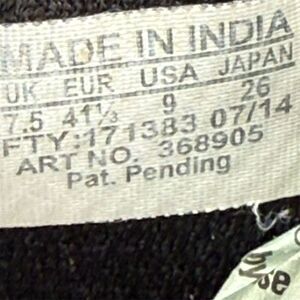 MADE IN INDIA
UK EUR USA JAPAN
7.5 41⅓ 9 26
FTY:171383 07/14
ART NO. 368905
Pat. Pending